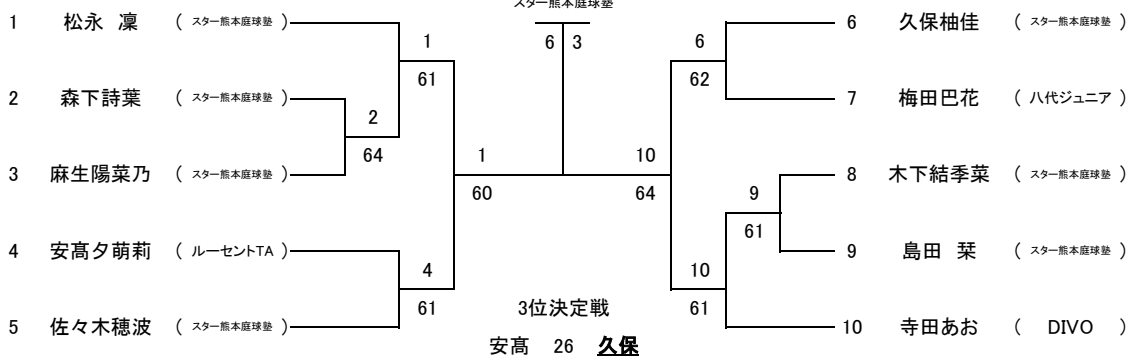 スター熊本庭球塾
1 松永 凜 ( スター熊本庭球塾 )
6 3
6 久保柚佳 ( スター熊本庭球塾 )
1
61
6
62
2 森下詩葉 ( スター熊本庭球塾 )
7 梅田巴花 ( 八代ジュニア )
2
64
3 麻生陽菜乃 ( スター熊本庭球塾 )
1
60
10
64
8 木下結季菜 ( スター熊本庭球塾 )
9
61
4 安髙夕萌莉 ( ルーセントTA )
9 島田 栞 ( スター熊本庭球塾 )
4
61
10
61
3位決定戦
5 佐々木穂波 ( スター熊本庭球塾 )
10 寺田あお ( DIVO )
安髙 26 久保